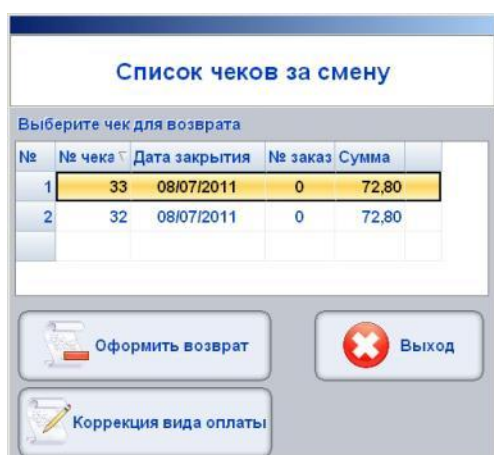 Список чеков за смену
Выберите чек для возврата
№ № чека Дата закрытия № заказ Сумма
1 33 08/07/2011 0 72,80
2 32 08/07/2011 0 72,80
Оформить возврат Выход
Коррекция вида оплаты